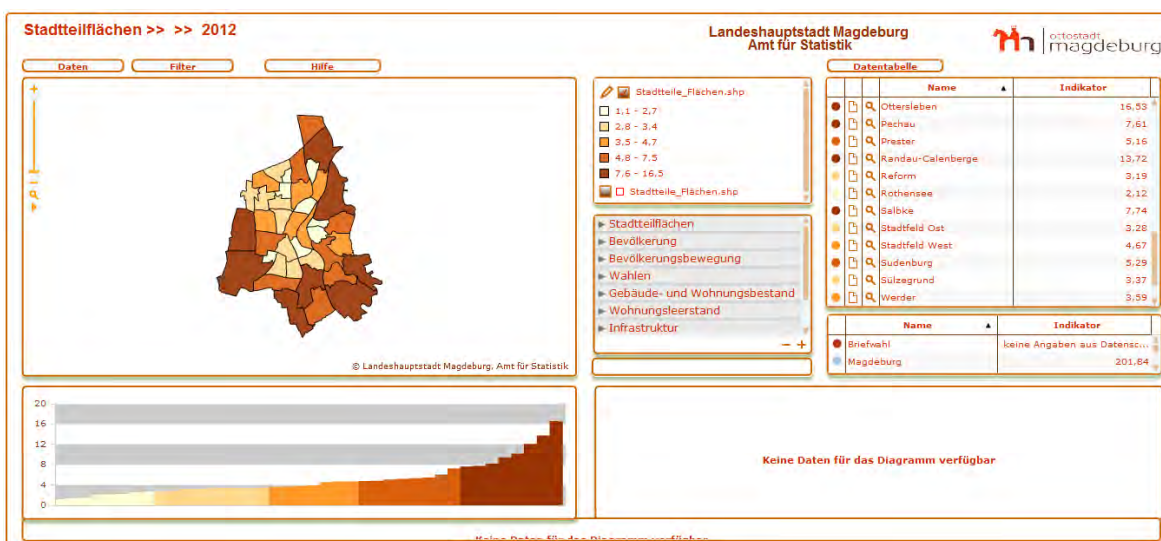 Stadtteilflächen >> >> 2012
Landeshauptstadt Magdeburg
Amt für Statistik
ottostadt
magdeburg
Daten
Filter
Hilfe
Datentabelle
© Landeshauptstadt Magdeburg, Amt für Statistik
Stadtteile_Flächen.shp
1,1 - 2,7
2,8 - 3,4
3,5 - 4,7
4,8 - 7,5
7,6 - 16,5
Stadtteile_Flächen.shp
Stadtteilflächen
Bevölkerung
Bevölkerungsbewegung
Wahlen
Gebäude- und Wohnungsbestand
Wohnungsleerstand
Infrastruktur
− +
Name ▲ Indikator
Ottersleben 16,53
Pechau 7,61
Prester 5,16
Randau-Calenberge 13,72
Reform 3,19
Rothensee 2,12
Salbke 7,74
Stadtfeld Ost 3,28
Stadtfeld West 4,67
Sudenburg 5,29
Sülzegrund 3,37
Werder 3,59
Name ▲ Indikator
Briefwahl keine Angaben aus Datensc...
Magdeburg 201,84
20
16
12
8
4
0
Keine Daten für das Diagramm verfügbar
Keine Daten für das Diagramm verfügbar